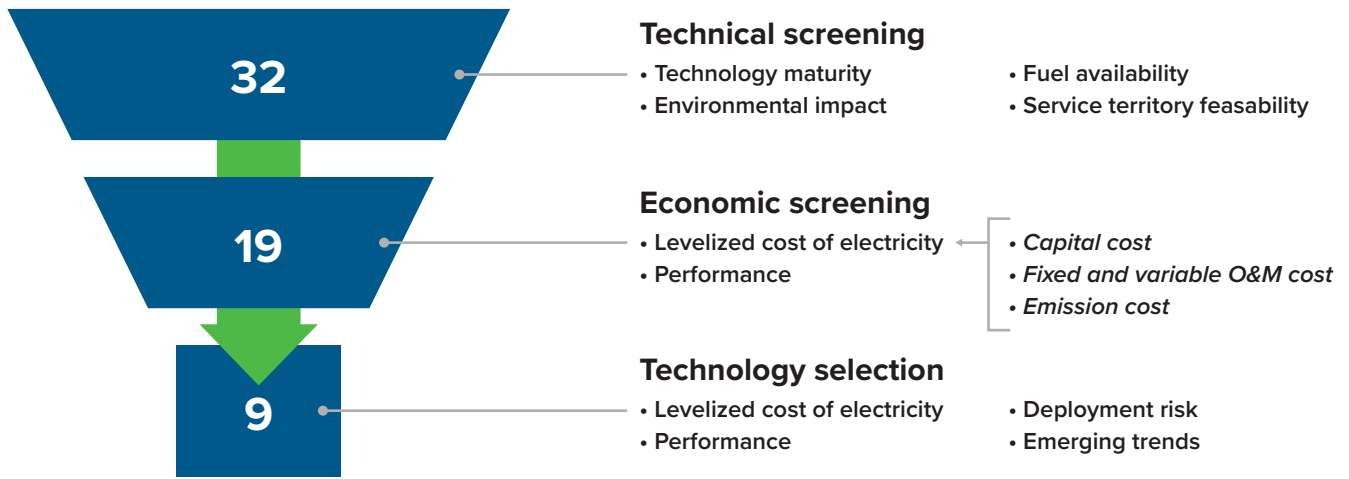 32
Technical screening
• Technology maturity
• Environmental impact
• Fuel availability
• Service territory feasability
19
Economic screening
• Levelized cost of electricity
• Performance
• Capital cost
• Fixed and variable O&M cost
• Emission cost
9
Technology selection
• Levelized cost of electricity
• Performance
• Deployment risk
• Emerging trends